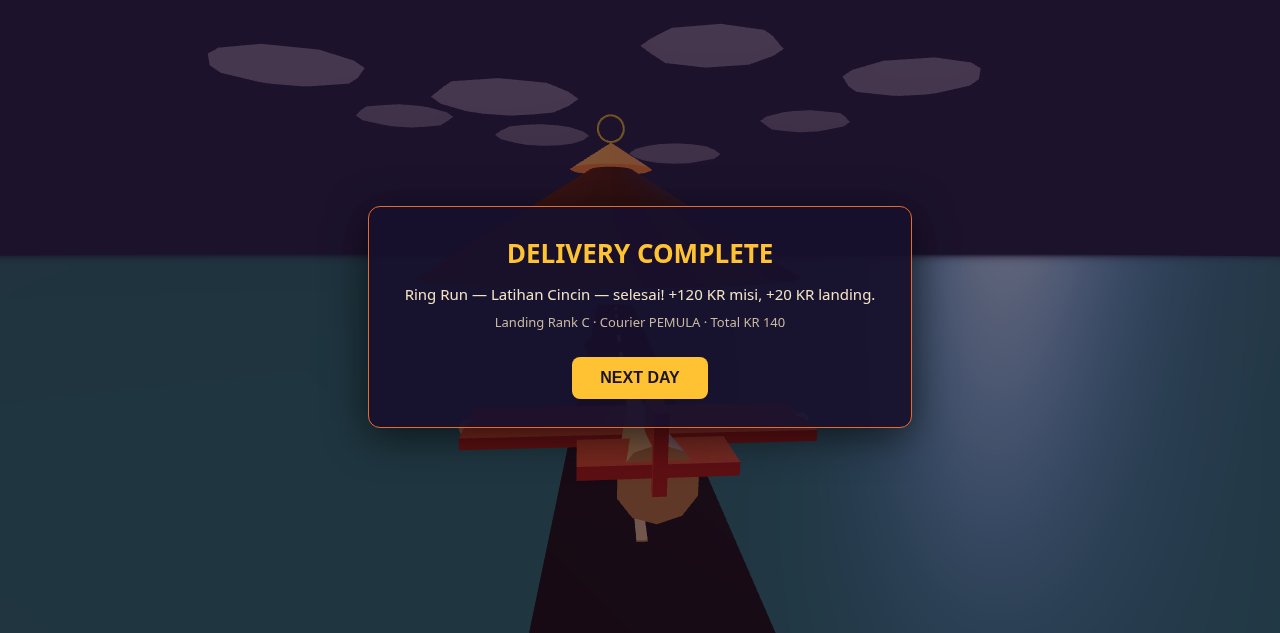 DELIVERY COMPLETE
Ring Run — Latihan Cincin — selesai! +120 KR misi, +20 KR landing.
Landing Rank C · Courier PEMULA · Total KR 140
NEXT DAY